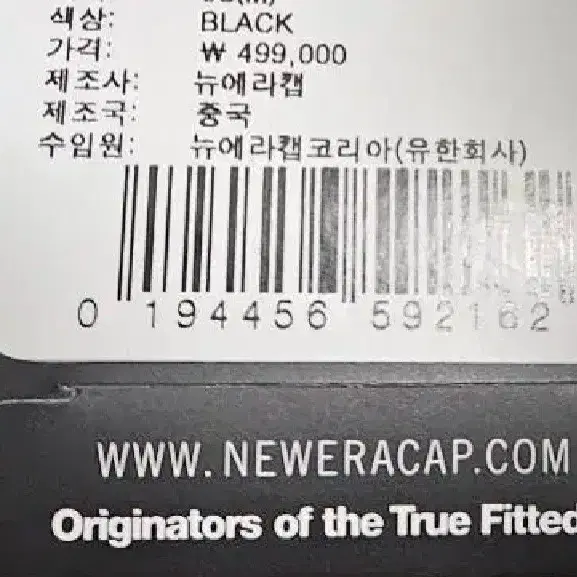 색상: BLACK
가격: ₩ 499,000
제조사: 뉴에라캡
제조국: 중국
수입원: 뉴에라캡코리아(유한회사)
0 194456 592162
WWW.NEWERACAP.COM
Originators of the True Fitted